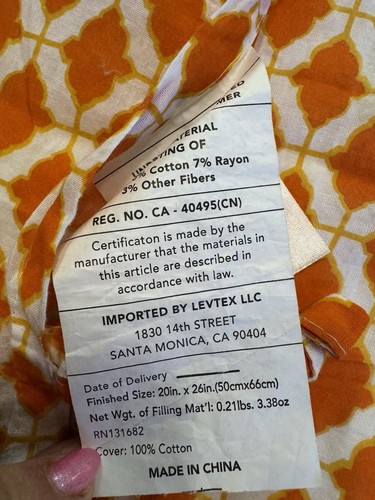 MER
MATERIAL
OF
Cotton 7% Rayon
3% Other Fibers
REG. NO. CA - 40495(CN)
Certificaton is made by the
manufacturer that the materials in
this article are described in
accordance with law.
IMPORTED BY LEVTEX LLC
1830 14th STREET
SANTA MONICA, CA 90404
Date of Delivery
Finished Size: 20in. x 26in.(50cmx66cm)
Net Wgt. of Filling Mat'l: 0.21lbs. 3.38oz
RN131682
Cover: 100% Cotton
MADE IN CHINA